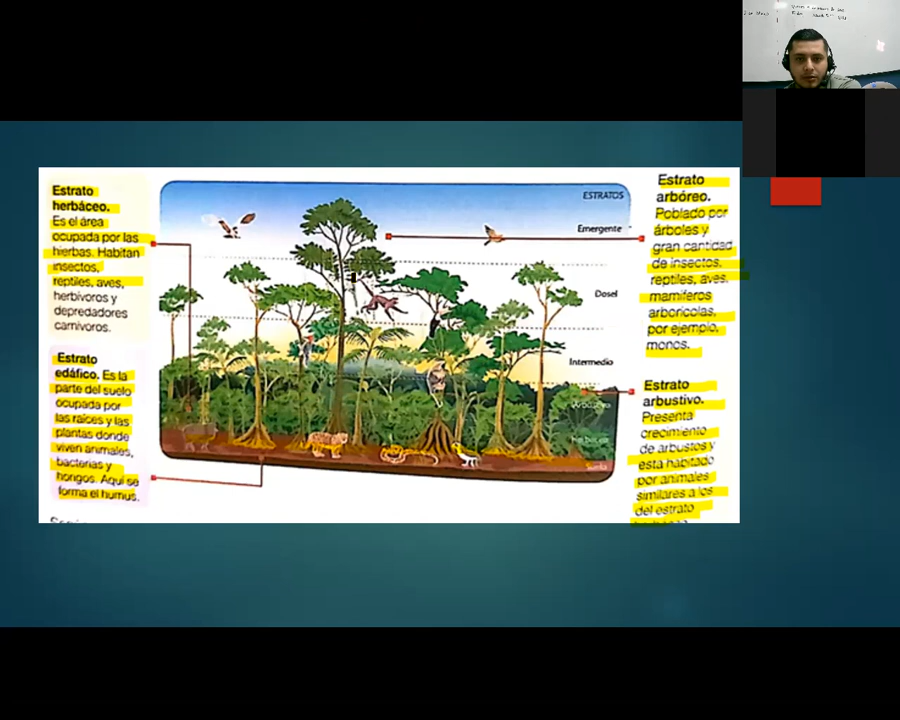 Estrato
herbáceo.
Es el área
ocupada por las
hierbas. Habitan
insectos,
reptiles, aves,
herbívoros y
depredadores
carnívoros.
Estrato
edáfico. Es la
parte del suelo
ocupada por
las raíces y las
plantas donde
viven animales,
bacterias y
hongos. Aquí se
forma el humus.
ESTRATOS
Emergente
Dosel
Intermedio
Arbustivo
Herbáceo
Suelo
Estrato
arbóreo.
Poblado por
árboles y
gran cantidad
de insectos,
reptiles, aves,
mamíferos
arborícolas,
por ejemplo,
monos.
Estrato
arbustivo.
Presenta
crecimiento
de arbustos y
está habitado
por animales
similares a los
del estrato